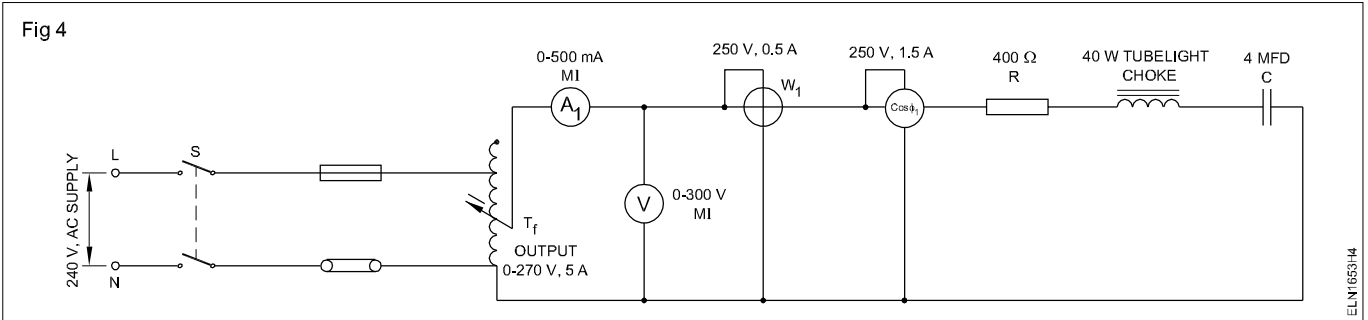 Fig 4
0-500 mA
MI
A1
250 V, 0.5 A
W1
250 V, 1.5 A
Cosϕ1
400 Ω
R
40 W TUBELIGHT
CHOKE
4 MFD
C
240 V, AC SUPPLY
L
S
N
Tf
OUTPUT
0-270 V, 5 A
V
0-300 V
MI
ELN1653H4